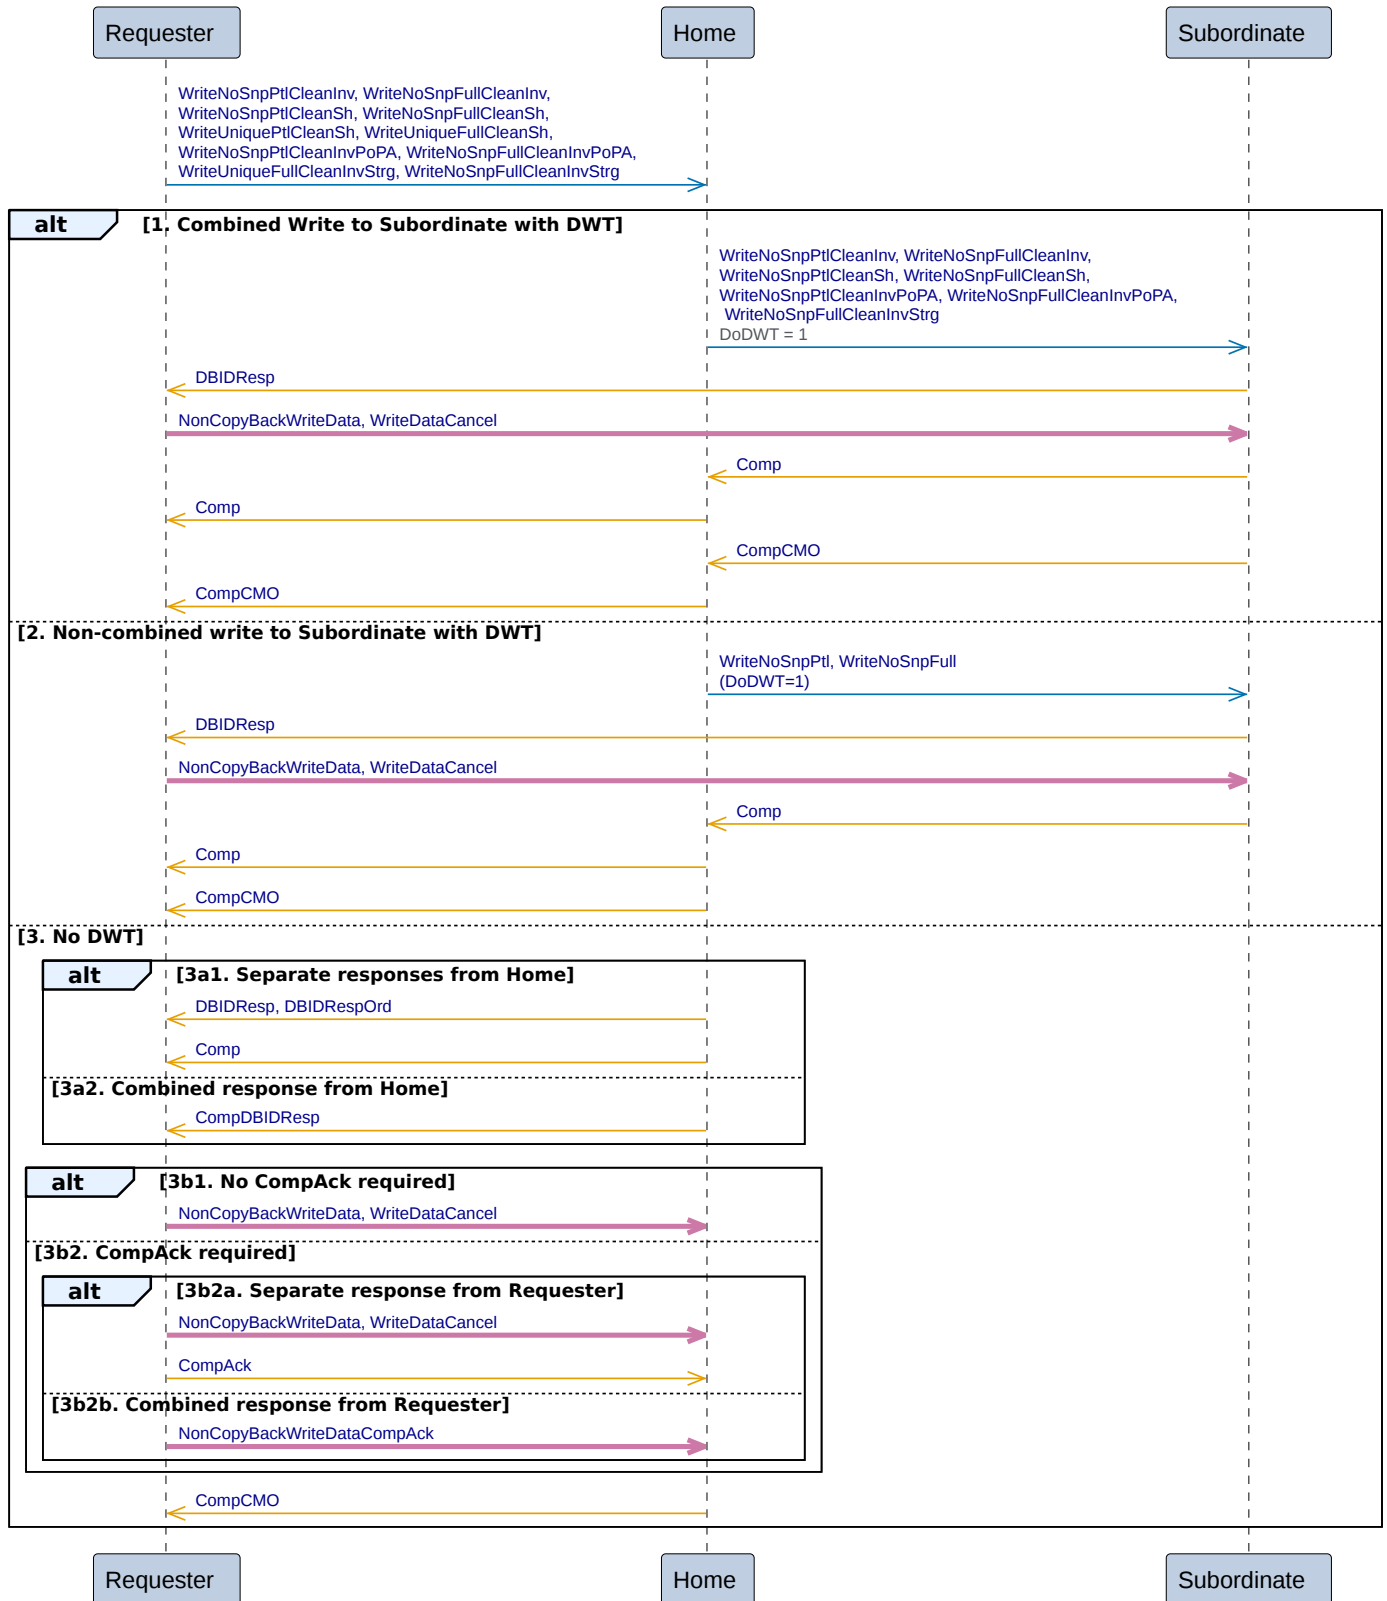 Requester Home Subordinate
WriteNoSnpPtlCleanInv, WriteNoSnpFullCleanInv,
WriteNoSnpPtlCleanSh, WriteNoSnpFullCleanSh,
WriteUniquePtlCleanSh, WriteUniqueFullCleanSh,
WriteNoSnpPtlCleanInvPoPA, WriteNoSnpFullCleanInvPoPA,
WriteUniqueFullCleanInvStrg, WriteNoSnpFullCleanInvStrg
alt [1. Combined Write to Subordinate with DWT]
WriteNoSnpPtlCleanInv, WriteNoSnpFullCleanInv,
WriteNoSnpPtlCleanSh, WriteNoSnpFullCleanSh,
WriteNoSnpPtlCleanInvPoPA, WriteNoSnpFullCleanInvPoPA,
WriteNoSnpFullCleanInvStrg
DoDWT = 1
DBIDResp
NonCopyBackWriteData, WriteDataCancel
Comp
Comp
CompCMO
CompCMO
[2. Non-combined write to Subordinate with DWT]
WriteNoSnpPtl, WriteNoSnpFull
(DoDWT=1)
DBIDResp
NonCopyBackWriteData, WriteDataCancel
Comp
Comp
CompCMO
[3. No DWT]
alt [3a1. Separate responses from Home]
DBIDResp, DBIDRespOrd
Comp
[3a2. Combined response from Home]
CompDBIDResp
alt [3b1. No CompAck required]
NonCopyBackWriteData, WriteDataCancel
[3b2. CompAck required]
alt [3b2a. Separate response from Requester]
NonCopyBackWriteData, WriteDataCancel
CompAck
[3b2b. Combined response from Requester]
NonCopyBackWriteDataCompAck
CompCMO
Requester Home Subordinate